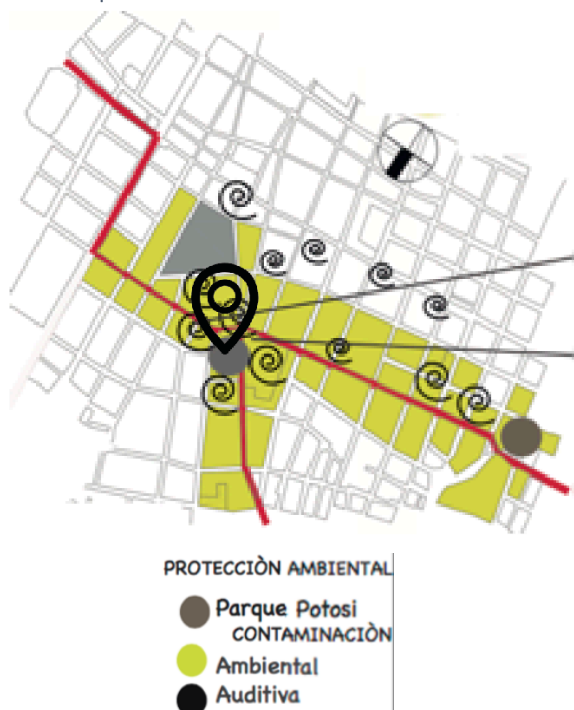 PROTECCIÒN AMBIENTAL
Parque Potosi
CONTAMINACIÒN
Ambiental
Auditiva